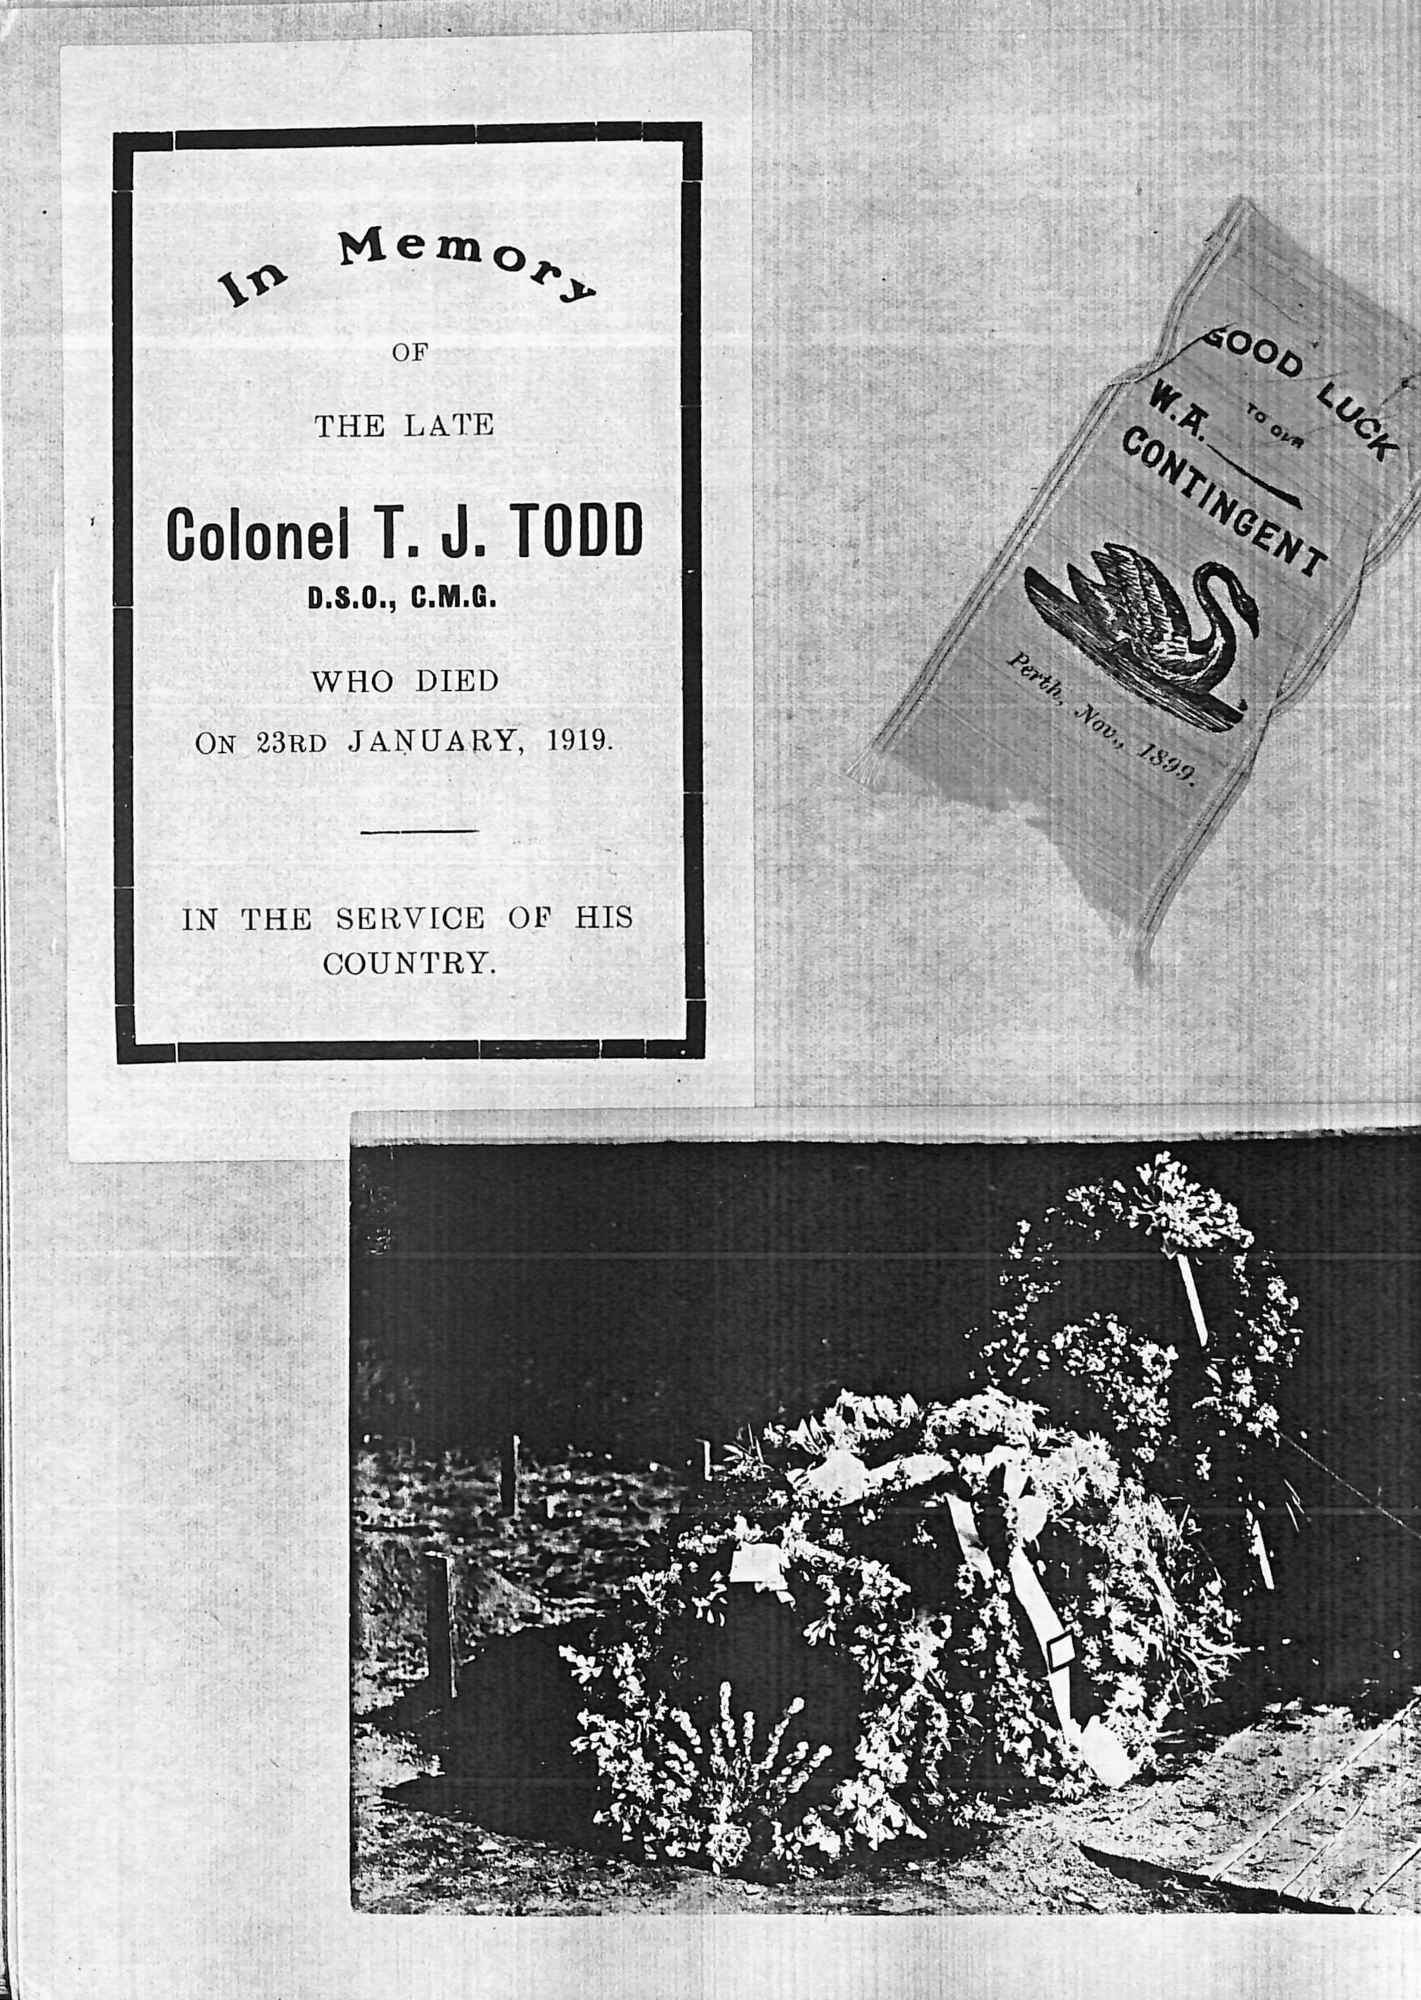 In Memory
OF
THE LATE
Colonel T. J. TODD
D.S.O., C.M.G.
WHO DIED
ON 23RD JANUARY, 1919.
IN THE SERVICE OF HIS
COUNTRY.
GOOD LUCK
TO OUR
W.A.
CONTINGENT
Perth, Nov., 1899.